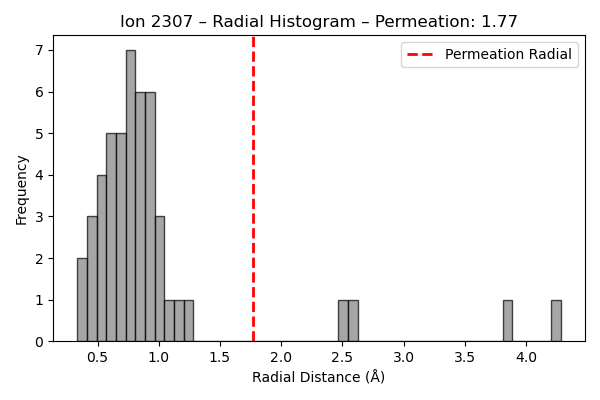 Ion 2307 – Radial Histogram – Permeation: 1.77
Permeation Radial
Frequency
7
6
5
4
3
2
1
0
0.5 1.0 1.5 2.0 2.5 3.0 3.5 4.0
Radial Distance (Å)